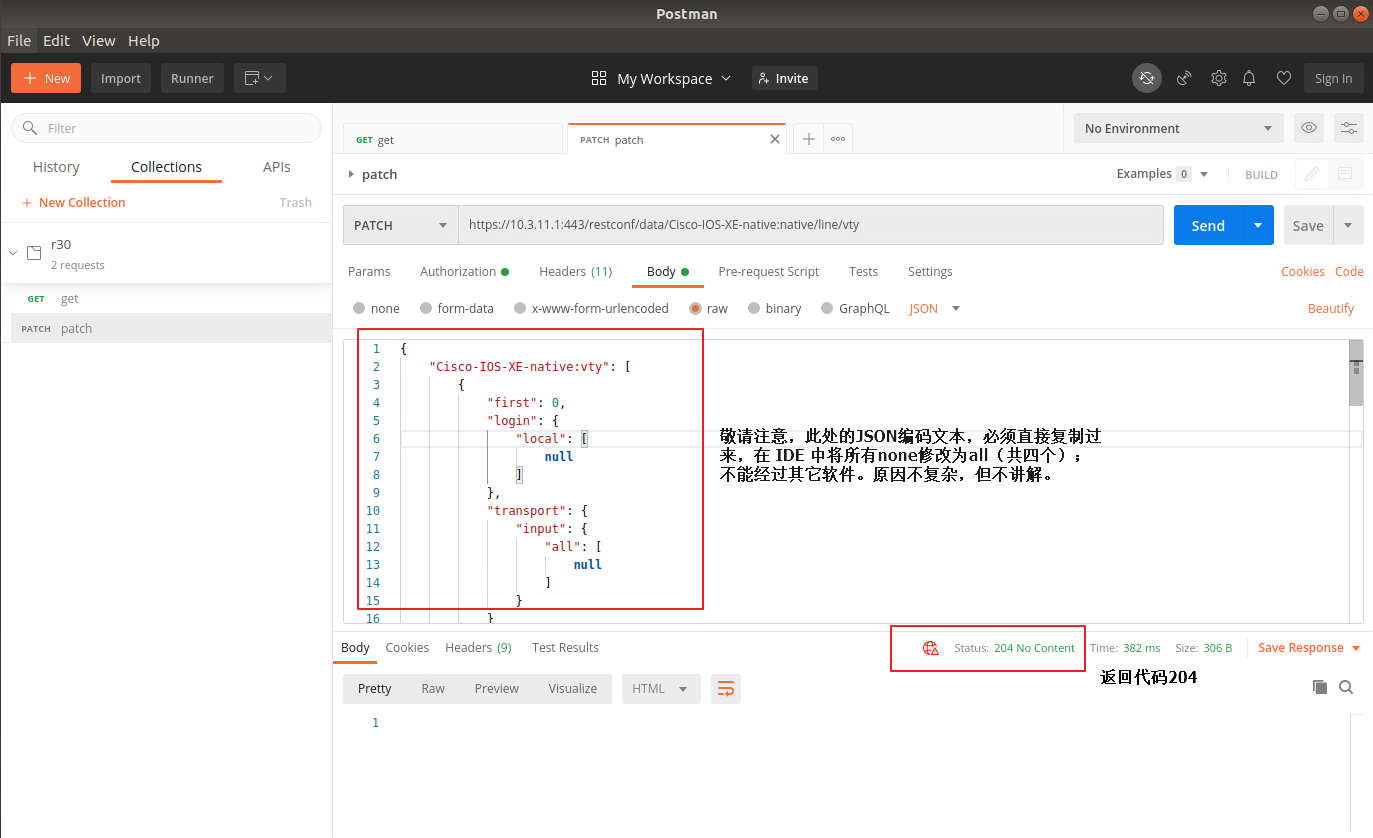 Postman
File Edit View Help
New Import Runner My Workspace Invite Sign In
Filter
History Collections APIs
+ New Collection Trash
r30
2 requests
GET get
PATCH patch
GET get PATCH patch
No Environment
patch Examples 0 BUILD
PATCH https://10.3.11.1:443/restconf/data/Cisco-IOS-XE-native:native/line/vty Send Save
Params Authorization Headers (11) Body Pre-request Script Tests Settings Cookies Code
none form-data x-www-form-urlencoded raw binary GraphQL JSON Beautify
1 {
2 "Cisco-IOS-XE-native:vty": [
3 {
4 "first": 0,
5 "login": {
6 "local": [
7 null
8 ]
9 },
10 "transport": {
11 "input": {
12 "all": [
13 null
14 ]
15 }
16 }
敬请注意，此处的JSON编码文本，必须直接复制过
来，在 IDE 中将所有none修改为all（共四个）；
不能经过其它软件。原因不复杂，但不讲解。
Body Cookies Headers (9) Test Results Status: 204 No Content Time: 382 ms Size: 306 B Save Response
返回代码204
Pretty Raw Preview Visualize HTML
1